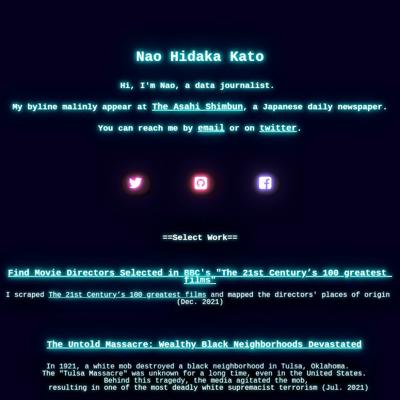 Nao Hidaka Kato
Hi, I'm Nao, a data journalist.
My byline malinly appear at The Asahi Shimbun, a Japanese daily newspaper.
You can reach me by email or on twitter.
==Select Work==
Find Movie Directors Selected in BBC's "The 21st Century's 100 greatest
films"
I scraped The 21st Century's 100 greatest films and mapped the directors' places of origin
(Dec. 2021)
The Untold Massacre: Wealthy Black Neighborhoods Devastated
In 1921, a white mob destroyed a black neighborhood in Tulsa, Oklahoma.
The "Tulsa Massacre" was unknown for a long time, even in the United States.
Behind this tragedy, the media agitated the mob,
resulting in one of the most deadly white supremacist terrorism (Jul. 2021)